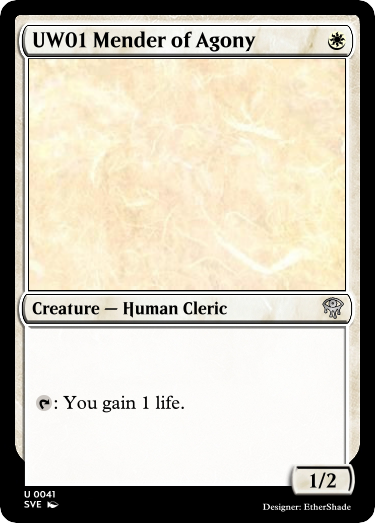 UW01 Mender of Agony
Creature — Human Cleric
: You gain 1 life.
1/2
U 0041
SVE
Designer: EtherShade